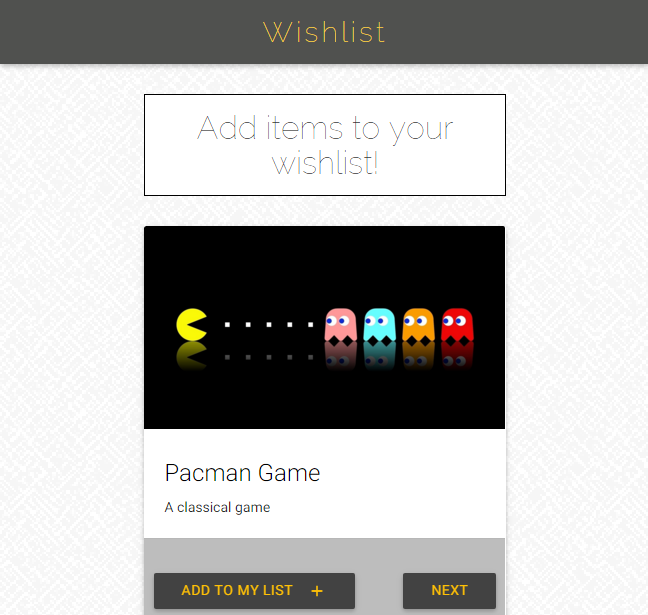 Wishlist
Add items to your
wishlist!
Pacman Game
A classical game
ADD TO MY LIST +
NEXT